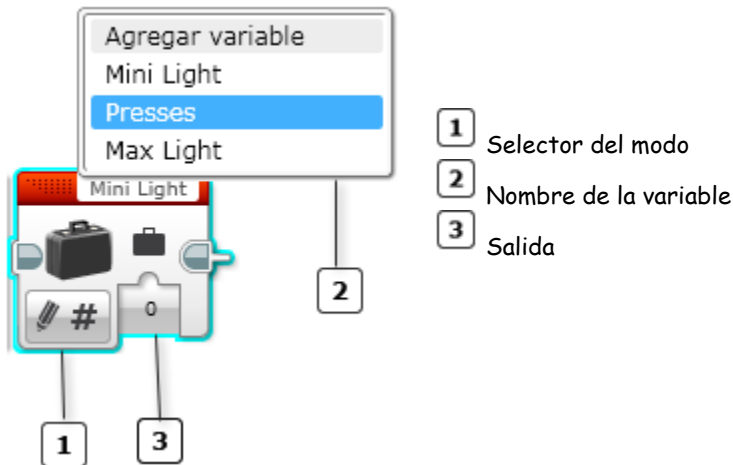 Agregar variable
Mini Light
Presses
Max Light
Mini Light
#
0
1
3
2
1 Selector del modo
2 Nombre de la variable
3 Salida